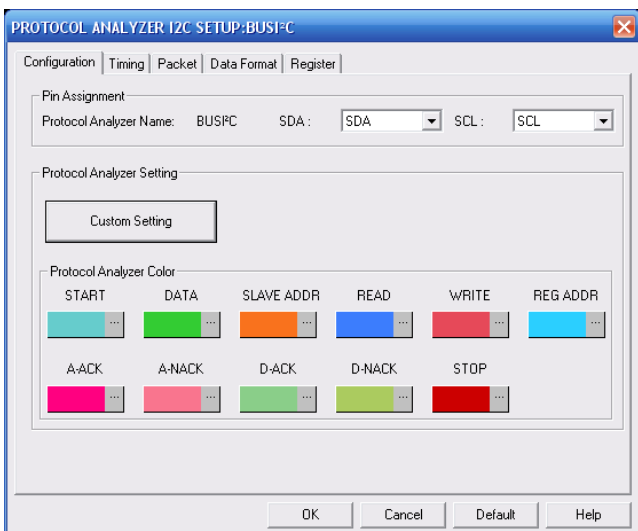 PROTOCOL ANALYZER I2C SETUP:BUSI²C
Configuration Timing Packet Data Format Register
Pin Assignment
Protocol Analyzer Name: BUSI²C SDA : SDA SCL : SCL
Protocol Analyzer Setting
Custom Setting
Protocol Analyzer Color
START DATA SLAVE ADDR READ WRITE REG ADDR
... ... ... ... ... ...
A-ACK A-NACK D-ACK D-NACK STOP
... ... ... ... ...
OK Cancel Default Help